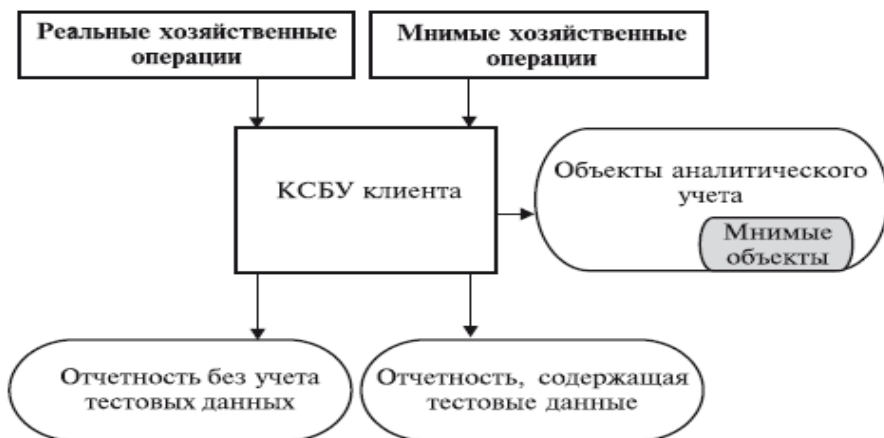 Реальные хозяйственные
операции
Мнимые хозяйственные
операции
КСБУ клиента
Объекты аналитического
учета
Мнимые
объекты
Отчетность без учета
тестовых данных
Отчетность, содержащая
тестовые данные